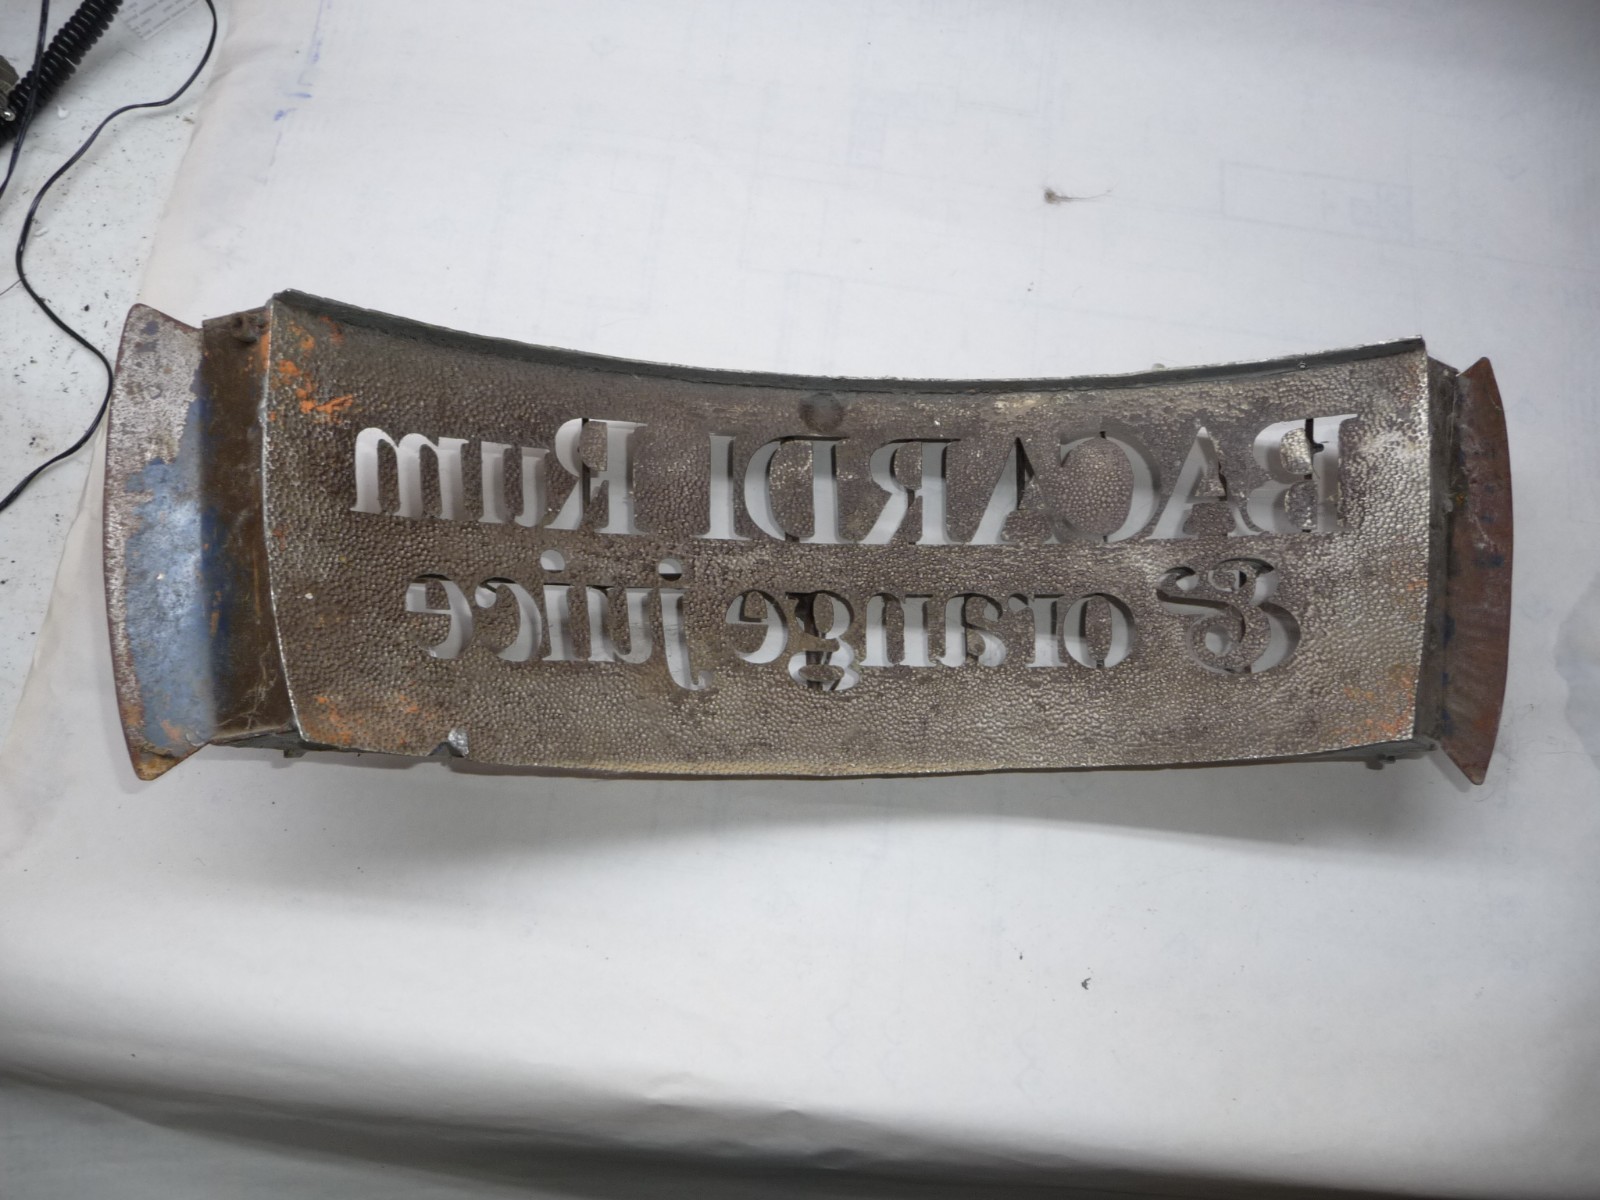 BACARDI Rum
& orange juice